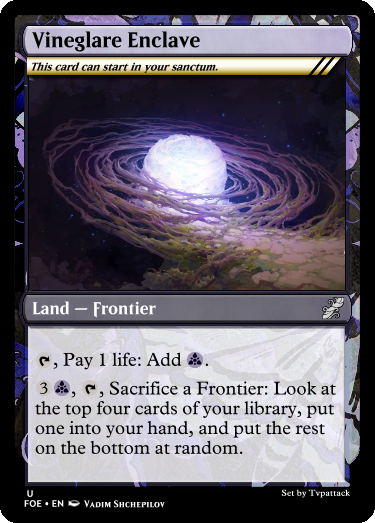 Vineglare Enclave
This card can start in your sanctum.
Land — Frontier
, Pay 1 life: Add .
3 , , Sacrifice a Frontier: Look at
the top four cards of your library, put
one into your hand, and put the rest
on the bottom at random.
U
FOE • EN Vadim Shchepilov
Set by Tvpattack